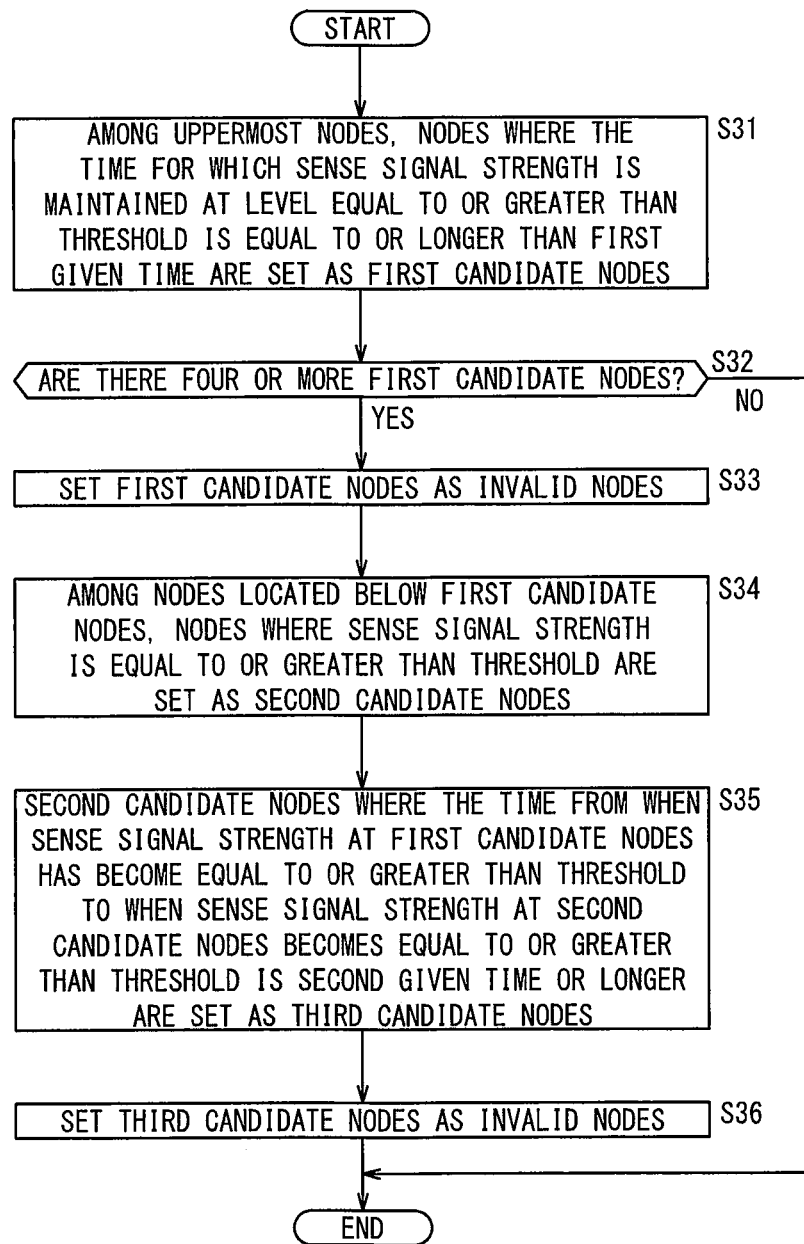 START
AMONG UPPERMOST NODES, NODES WHERE THE
TIME FOR WHICH SENSE SIGNAL STRENGTH IS
MAINTAINED AT LEVEL EQUAL TO OR GREATER THAN
THRESHOLD IS EQUAL TO OR LONGER THAN FIRST
GIVEN TIME ARE SET AS FIRST CANDIDATE NODES
S31
ARE THERE FOUR OR MORE FIRST CANDIDATE NODES?
S32
NO
YES
SET FIRST CANDIDATE NODES AS INVALID NODES
S33
AMONG NODES LOCATED BELOW FIRST CANDIDATE
NODES, NODES WHERE SENSE SIGNAL STRENGTH
IS EQUAL TO OR GREATER THAN THRESHOLD ARE
SET AS SECOND CANDIDATE NODES
S34
SECOND CANDIDATE NODES WHERE THE TIME FROM WHEN
SENSE SIGNAL STRENGTH AT FIRST CANDIDATE NODES
HAS BECOME EQUAL TO OR GREATER THAN THRESHOLD
TO WHEN SENSE SIGNAL STRENGTH AT SECOND
CANDIDATE NODES BECOMES EQUAL TO OR GREATER
THAN THRESHOLD IS SECOND GIVEN TIME OR LONGER
ARE SET AS THIRD CANDIDATE NODES
S35
SET THIRD CANDIDATE NODES AS INVALID NODES
S36
END